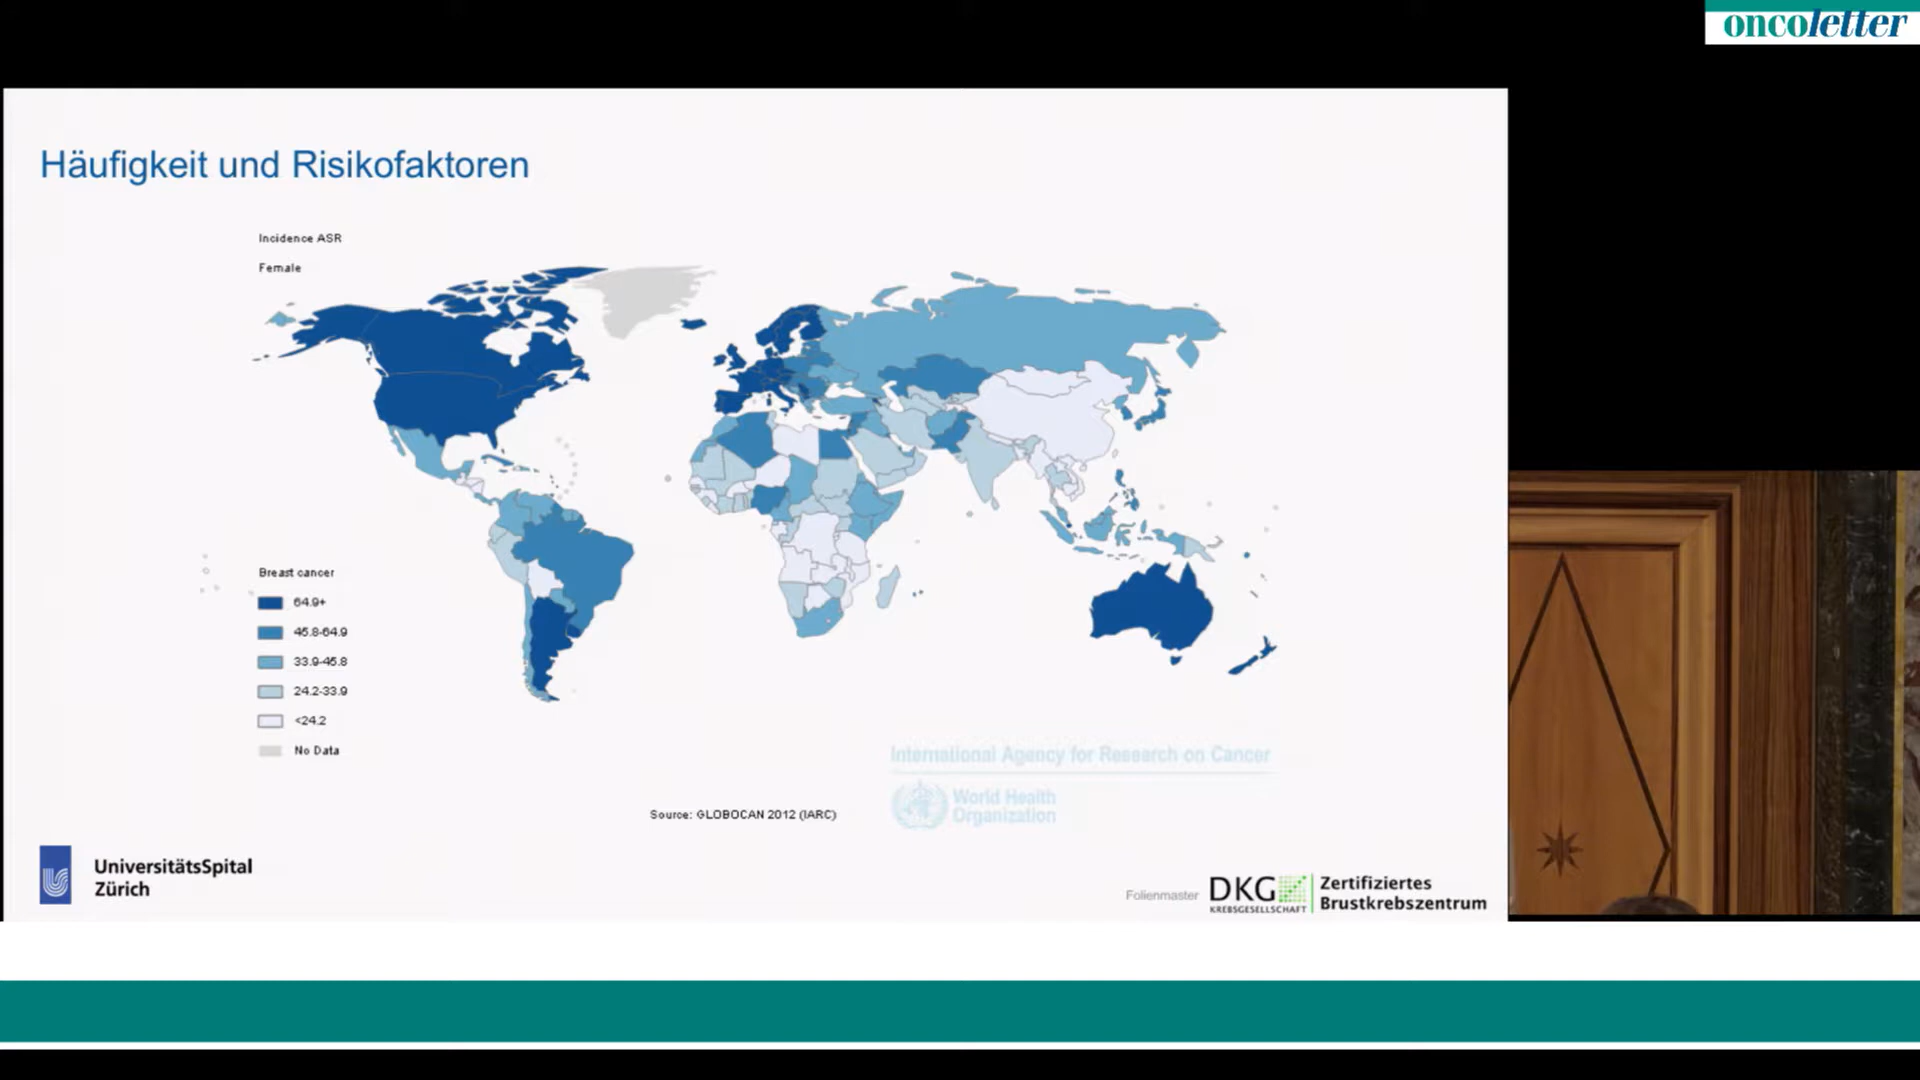 oncoletter
Häufigkeit und Risikofaktoren
Incidence ASR
Female
Breast cancer
64.9+
45.8-64.9
33.9-45.8
24.2-33.9
<24.2
No Data
International Agency for Research on Cancer
World Health
Organization
Source: GLOBOCAN 2012 (IARC)
UniversitätsSpital
Zürich
Folienmaster
DKG
KREBSGESELLSCHAFT
Zertifiziertes
Brustkrebszentrum